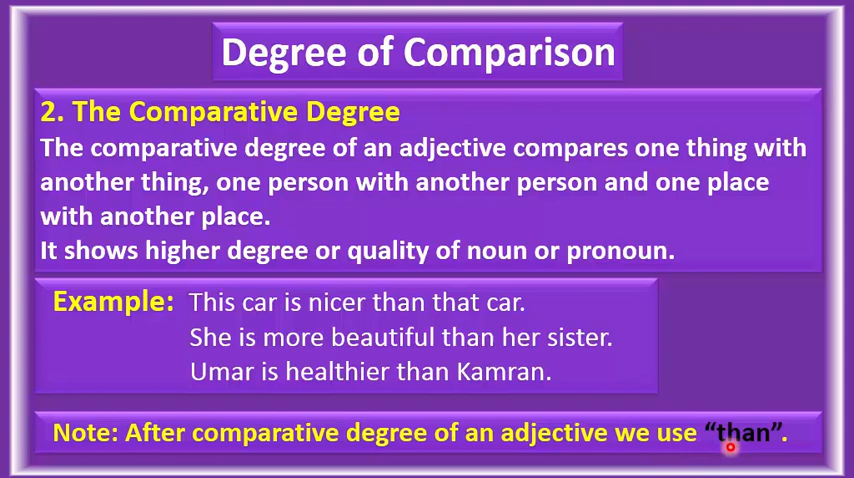 Degree of Comparison
2. The Comparative Degree
The comparative degree of an adjective compares one thing with
another thing, one person with another person and one place
with another place.
It shows higher degree or quality of noun or pronoun.
Example: This car is nicer than that car.
She is more beautiful than her sister.
Umar is healthier than Kamran.
Note: After comparative degree of an adjective we use “than”.